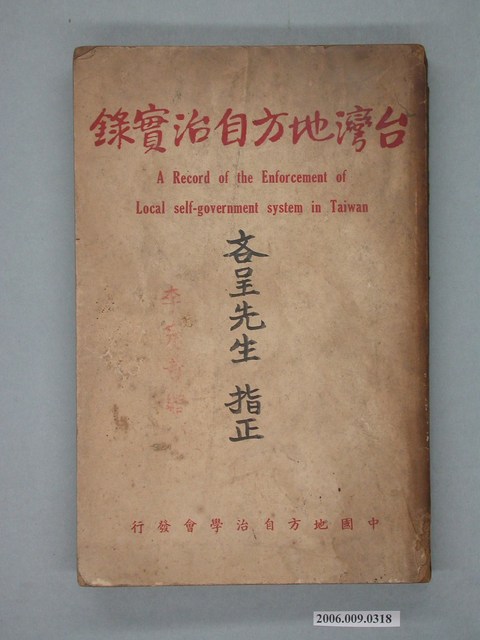 台灣地方自治實錄
A Record of the Enforcement of
Local self-government system in Taiwan
呈先生 指正
中國地方自治學會發行
2006.009.0318